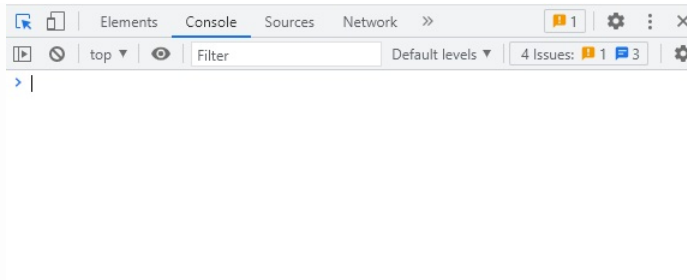 Elements Console Sources Network » 1
top Filter Default levels 4 Issues: 1 3
>